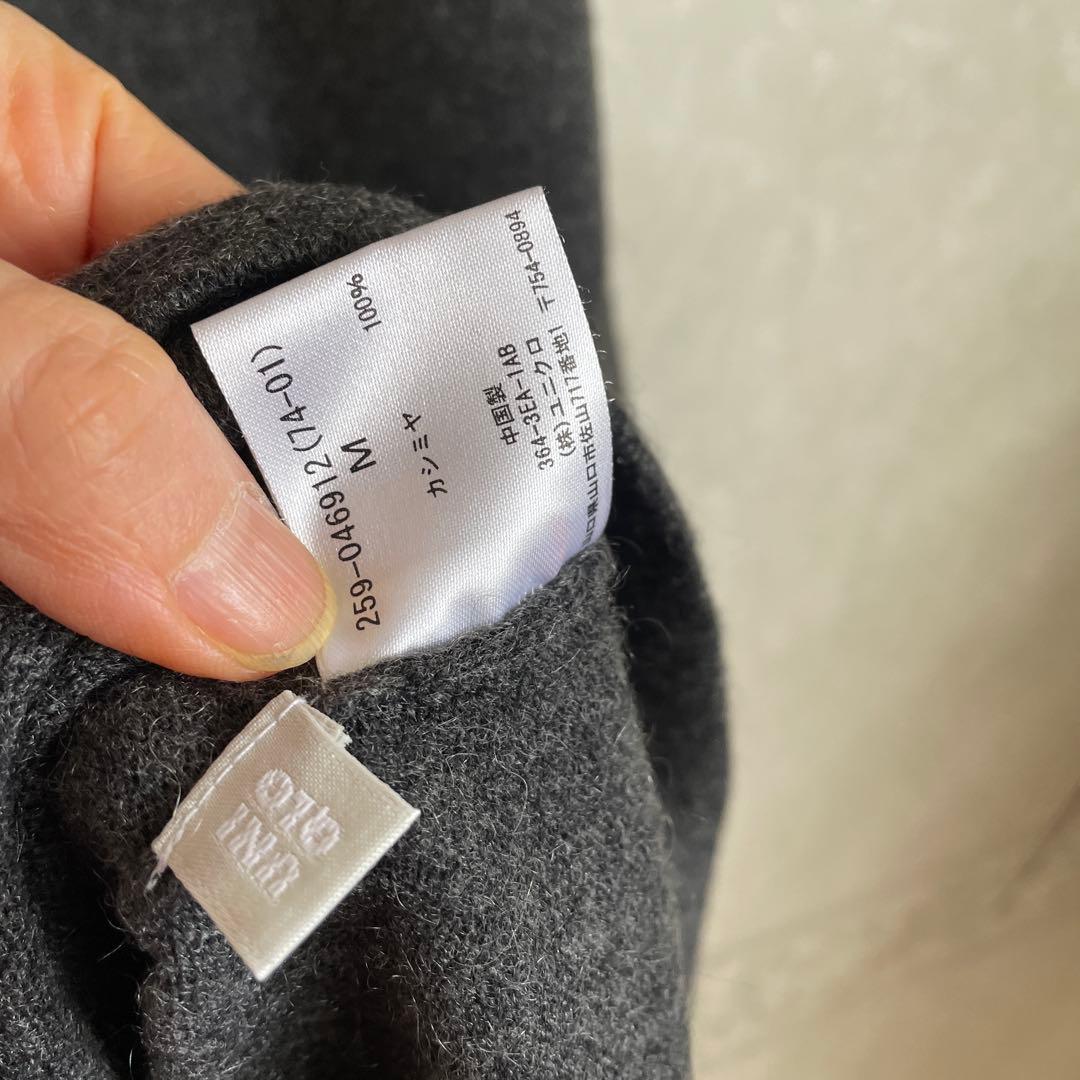 259-046912(74-01)
M
カシミヤ 100%
中国製
364-3EA-1AB
(株)ユニクロ 〒754-0894
口県山口市佐山717番地1